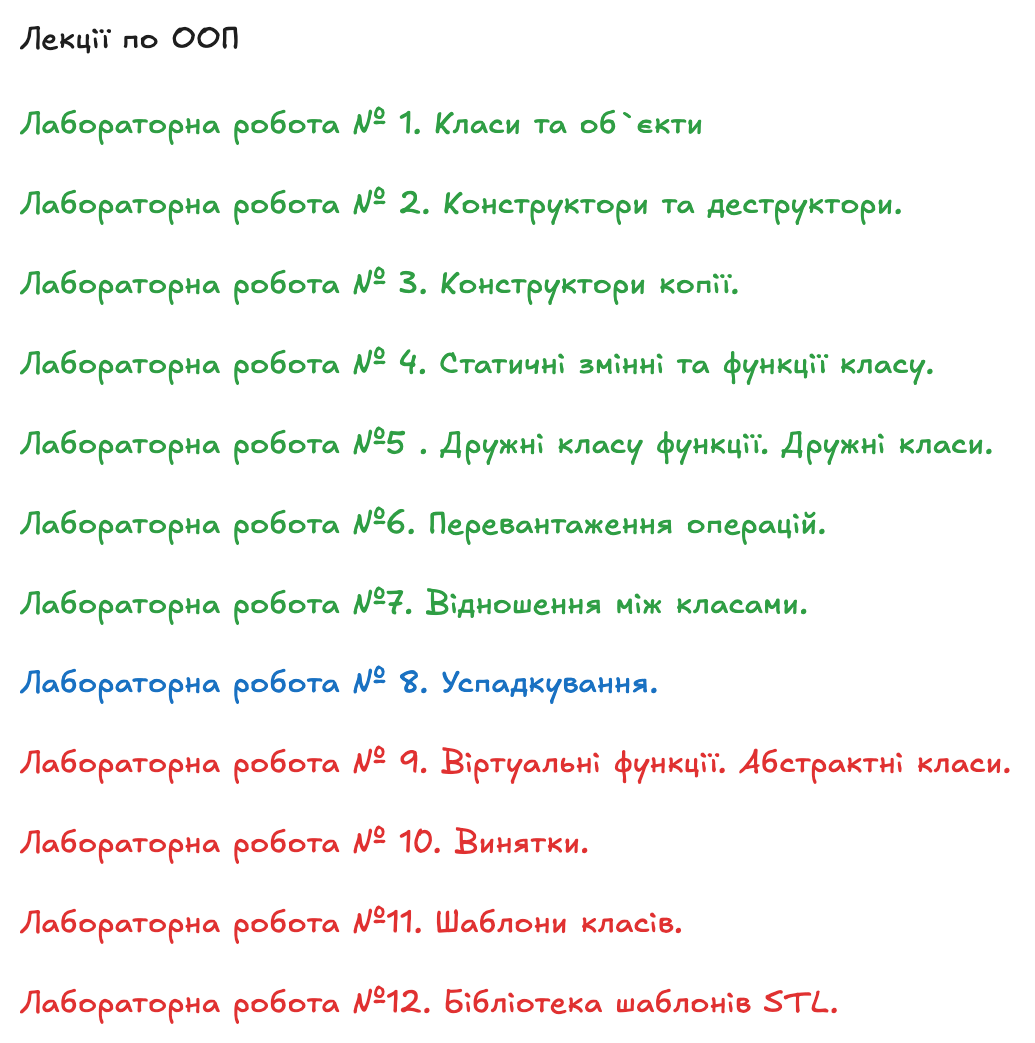 Лекції по ООП
Лабораторна робота № 1. Класи та об`єкти
Лабораторна робота № 2. Конструктори та деструктори.
Лабораторна робота № 3. Конструктори копії.
Лабораторна робота № 4. Статичні змінні та функції класу.
Лабораторна робота №5 . Дружні класу функції. Дружні класи.
Лабораторна робота №6. Перевантаження операцій.
Лабораторна робота №7. Відношення між класами.
Лабораторна робота № 8. Успадкування.
Лабораторна робота № 9. Віртуальні функції. Абстрактні класи.
Лабораторна робота № 10. Винятки.
Лабораторна робота №11. Шаблони класів.
Лабораторна робота №12. Бібліотека шаблонів STL.